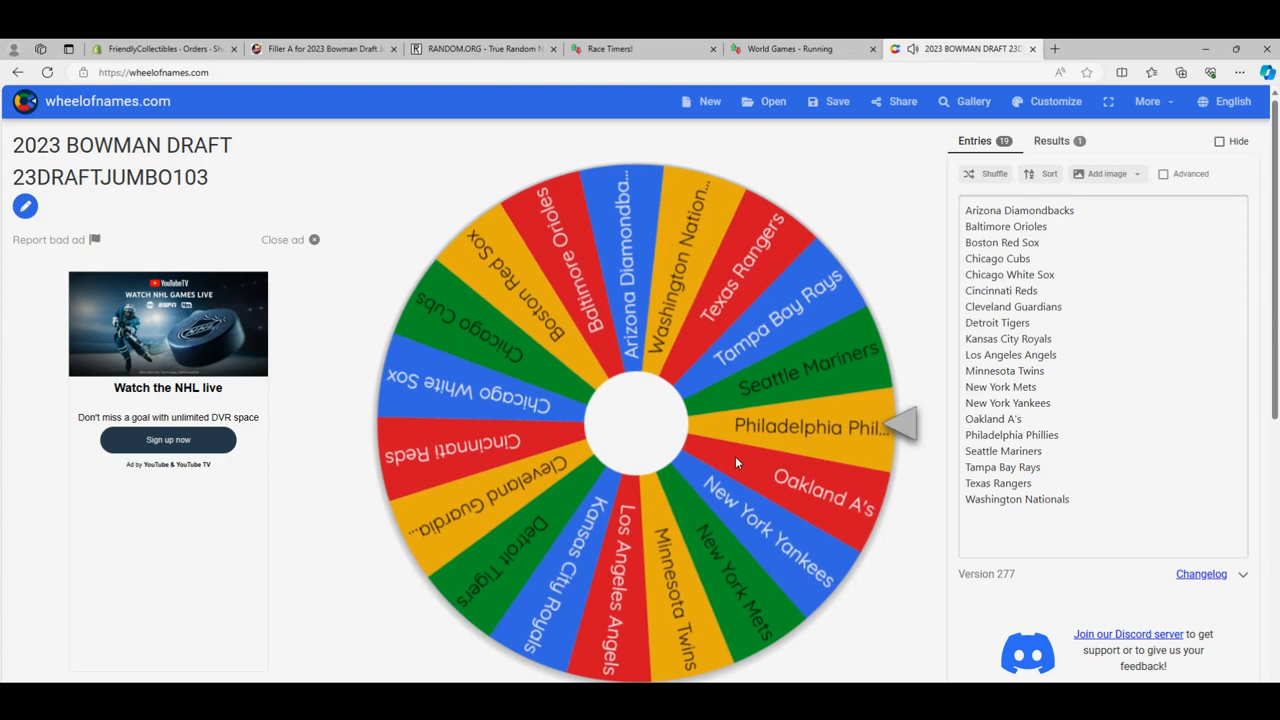 FriendlyCollectibles - Orders - Sh
Filler A for 2023 Bowman Draft Ju
RANDOM.ORG - True Random N
Race Timers!
World Games - Running
2023 BOWMAN DRAFT 23D
https://wheelofnames.com
wheelofnames.com
New
Open
Save
Share
Gallery
Customize
More
English
2023 BOWMAN DRAFT
23DRAFTJUMBO103
Report bad ad
Close ad
YouTubeTV
WATCH NHL GAMES LIVE
Watch the NHL live
Don't miss a goal with unlimited DVR space
Sign up now
Ad by YouTube & YouTube TV
Arizona Diamondba...
Washington Nation...
Texas Rangers
Tampa Bay Rays
Seattle Mariners
Philadelphia Phil...
Oakland A's
New York Yankees
New York Mets
Minnesota Twins
Los Angeles Angels
Kansas City Royals
Detroit Tigers
Cleveland Guardia...
Cincinnati Reds
Chicago White Sox
Chicago Cubs
Boston Red Sox
Baltimore Orioles
Entries 19
Results 1
Hide
Shuffle
Sort
Add image
Advanced
Arizona Diamondbacks
Baltimore Orioles
Boston Red Sox
Chicago Cubs
Chicago White Sox
Cincinnati Reds
Cleveland Guardians
Detroit Tigers
Kansas City Royals
Los Angeles Angels
Minnesota Twins
New York Mets
New York Yankees
Oakland A's
Philadelphia Phillies
Seattle Mariners
Tampa Bay Rays
Texas Rangers
Washington Nationals
Version 277
Changelog
Join our Discord server to get
support or to give us your
feedback!